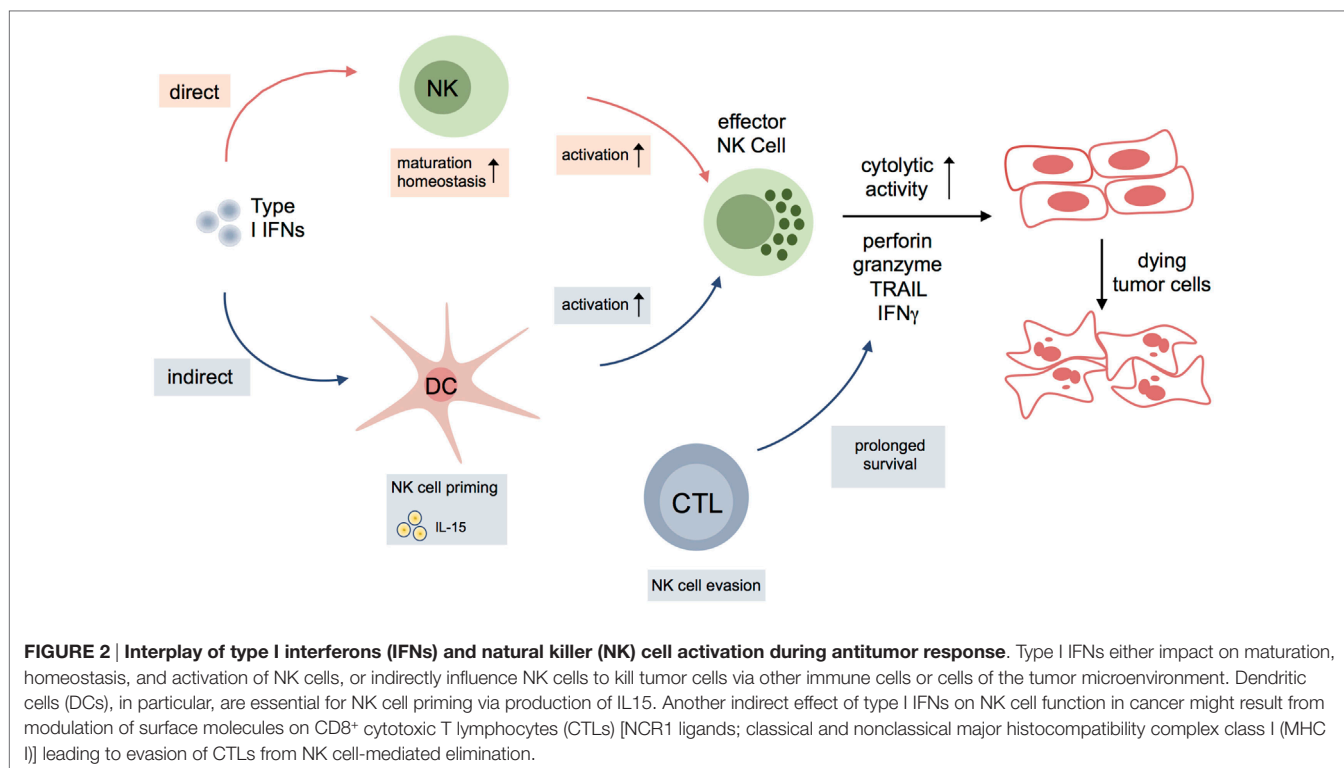 direct
NK
maturation
homeostasis ↑
activation ↑
effector
NK Cell
cytolytic
activity ↑
Type
I IFNs
perforin
granzyme
TRAIL
IFNγ
dying
tumor cells
activation ↑
indirect
DC
prolonged
survival
NK cell priming
IL-15
CTL
NK cell evasion
FIGURE 2 | Interplay of type I interferons (IFNs) and natural killer (NK) cell activation during antitumor response. Type I IFNs either impact on maturation,
homeostasis, and activation of NK cells, or indirectly influence NK cells to kill tumor cells via other immune cells or cells of the tumor microenvironment. Dendritic
cells (DCs), in particular, are essential for NK cell priming via production of IL15. Another indirect effect of type I IFNs on NK cell function in cancer might result from
modulation of surface molecules on CD8⁺ cytotoxic T lymphocytes (CTLs) [NCR1 ligands; classical and nonclassical major histocompatibility complex class I (MHC
I)] leading to evasion of CTLs from NK cell-mediated elimination.